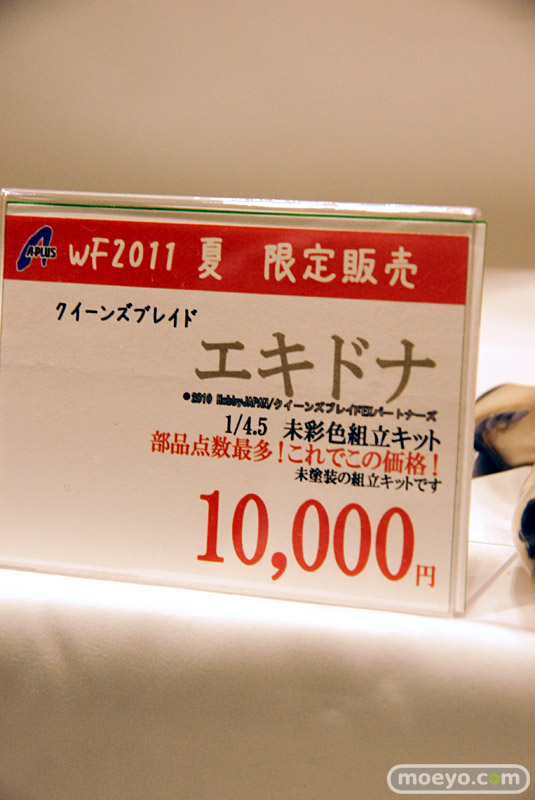 A-PLUS WF2011 夏 限定販売
クイーンズブレイド
エキドナ
©2010 HobbyJAPAN/クイーンズブレイドEXパートナーズ
1/4.5 未彩色組立キット
部品点数最多!これでこの価格!
未塗装の組立キットです
10,000円
moeyo.com